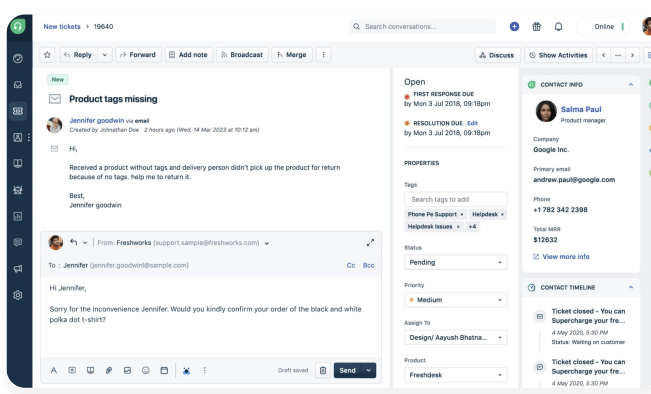 New tickets > 19640
Search conversations...
Online
Reply
Forward
Add note
Broadcast
Merge
Discuss
Show Activities
New
Product tags missing
Jennifer goodwin via email
Created by Johnathan Doe : 2 hours ago (Wed, 14 Mar 2023 at 10:12 am)
Hi,
Received a product without tags and delivery person didn't pick up the product for return
because of no tags. help me to return it.
Best,
Jennifer goodwin
From: Freshworks (support.sample@freshworks.com)
To : Jennifer (jennifer.goodwinl@sample.com)
Cc Bcc
Hi Jennifer,
Sorry for the inconvenience Jennifer. Would you kindly confirm your order of the black and white
polka dot t-shirt?
Draft saved
Send
Open
FIRST RESPONSE DUE
by Mon 3 Jul 2018, 09:18pm
RESOLUTION DUE Edit
by Mon 3 Jul 2018, 09:18pm
PROPERTIES
Tags
Search tags to add
Phone Pe Support × Helpdesk ×
Helpdesk Issues × +4
Status
Pending
Priority
Medium
Assign To
Design/ Aayush Bhatna...
Product
Freshdesk
CONTACT INFO
Salma Paul
Product manager
Company
Google Inc.
Primary email
andrew.paul@google.com
Phone
+1 782 342 2398
Total MRR
$12632
View more info
CONTACT TIMELINE
Ticket closed - You can
Supercharge your fre...
4 May 2020, 5:30 PM
Status: Waiting on customer
Ticket closed - You can
Supercharge your fre...
4 May 2020, 5:30 PM